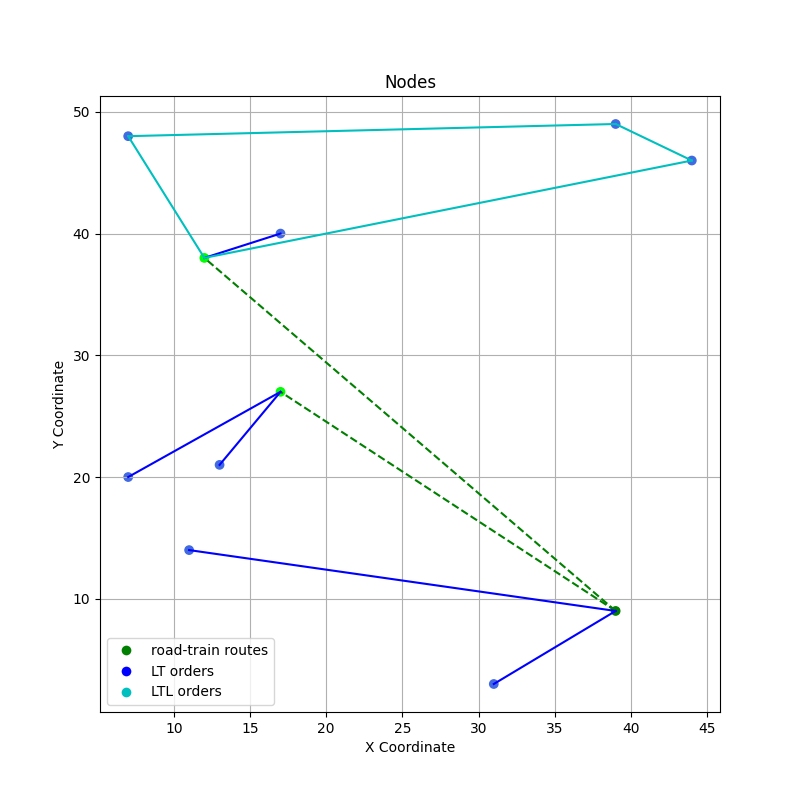 Nodes
50
40
30
20
10
Y Coordinate
road-train routes
LT orders
LTL orders
10 15 20 25 30 35 40 45
X Coordinate